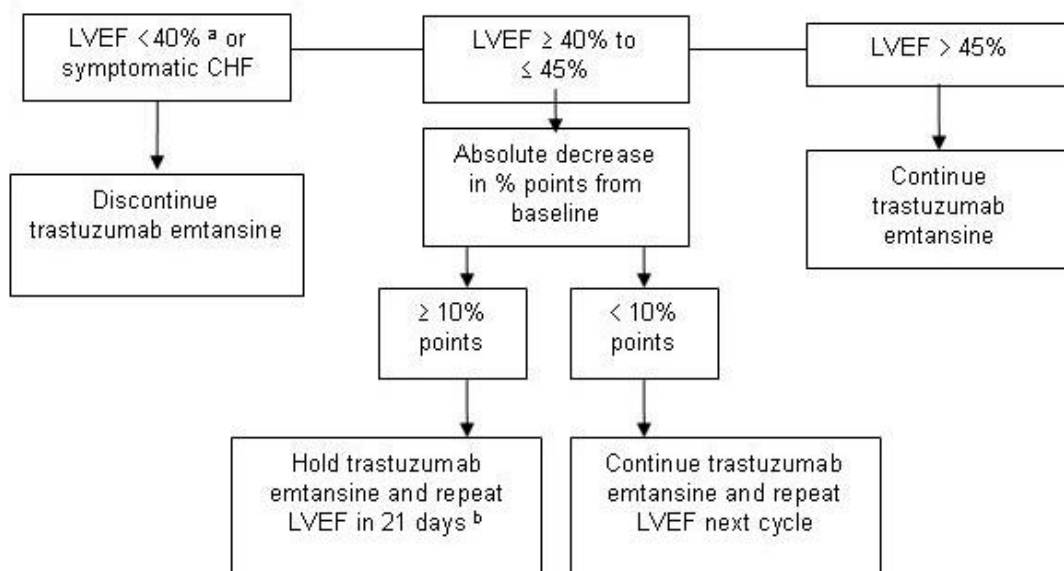 LVEF <40% ᵃ or
symptomatic CHF
LVEF ≥ 40% to
≤ 45%
LVEF > 45%
Absolute decrease
in % points from
baseline
Discontinue
trastuzumab emtansine
Continue
trastuzumab
emtansine
≥ 10%
points
< 10%
points
Hold trastuzumab
emtansine and repeat
LVEF in 21 days ᵇ
Continue trastuzumab
emtansine and repeat
LVEF next cycle